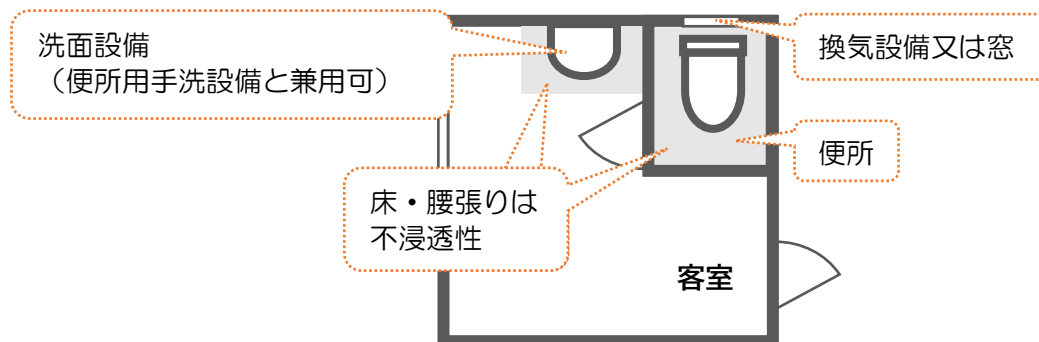 洗面設備
（便所用手洗設備と兼用可）
換気設備又は窓
便所
床・腰張りは
不浸透性
客室